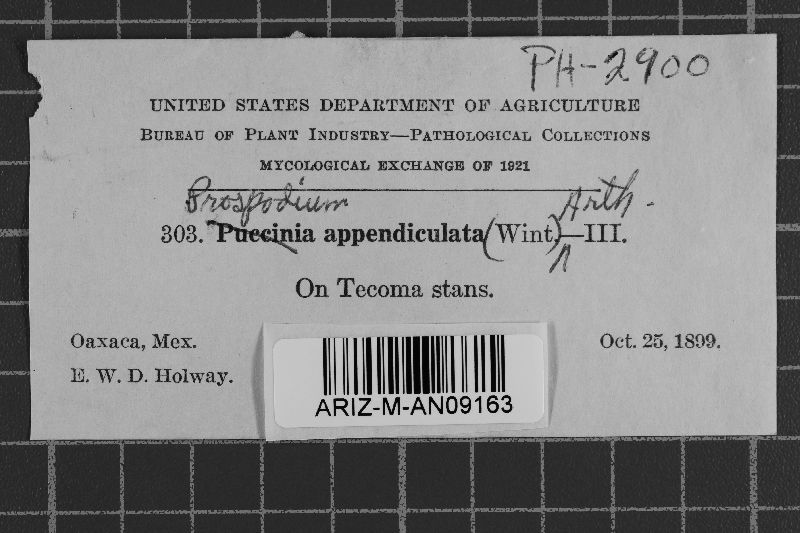 PH-2900
UNITED STATES DEPARTMENT OF AGRICULTURE
BUREAU OF PLANT INDUSTRY—PATHOLOGICAL COLLECTIONS
MYCOLOGICAL EXCHANGE OF 1921
Prospodium Arth.
303. Puccinia appendiculata (Wint.)—III.
On Tecoma stans.
Oaxaca, Mex. Oct. 25, 1899.
E. W. D. Holway.
ARIZ-M-AN09163